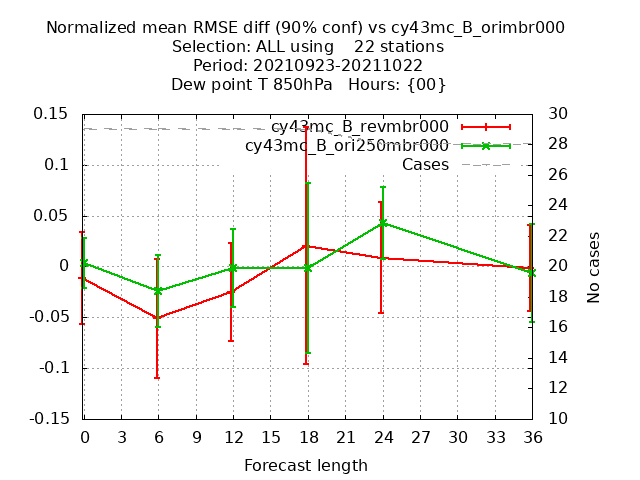 Normalized mean RMSE diff (90% conf) vs cy43mc_B_orimbr000
Selection: ALL using    22 stations
Period: 20210923-20211022
Dew point T 850hPa   Hours: {00}
cy43mc_B_revmbr000
cy43mc_B_ori250mbr000
Cases
0.15
0.1
0.05
0
-0.05
-0.1
-0.15
30
28
26
24
22
20
18
16
14
12
10
No cases
0 3 6 9 12 15 18 21 24 27 30 33 36
Forecast length